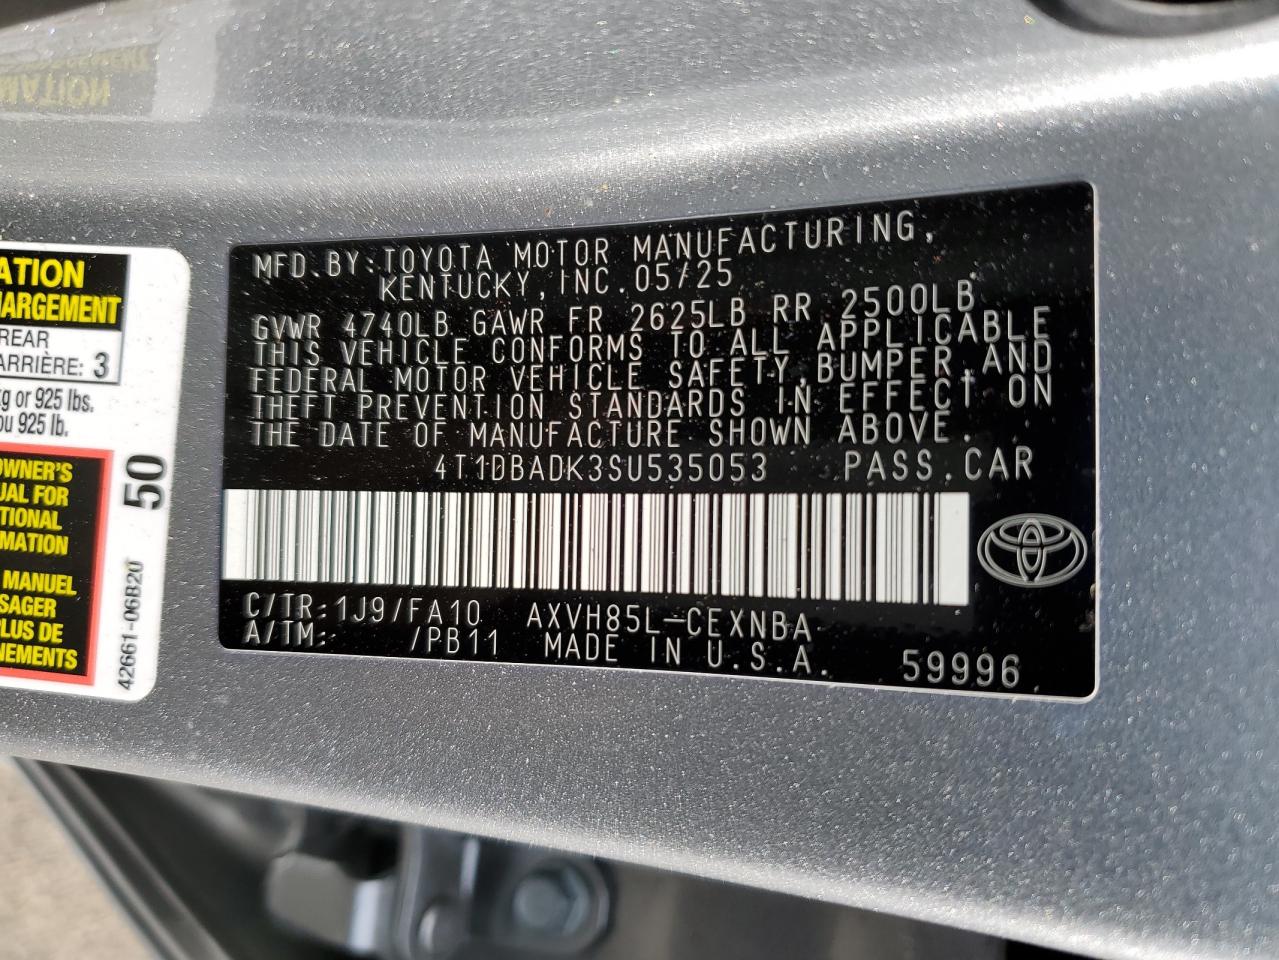 MFD.BY:TOYOTA MOTOR MANUFACTURING,
KENTUCKY,INC.05/25
GVWR 4740LB GAWR FR 2625LB RR 2500LB
THIS VEHICLE CONFORMS TO ALL APPLICABLE
FEDERAL MOTOR VEHICLE SAFETY,BUMPER,AND
THEFT PREVENTION STANDARDS IN EFFECT ON
THE DATE OF MANUFACTURE SHOWN ABOVE.
4T1DBADK3SU535053 PASS.CAR
C/TR:1J9/FA10 AXVH85L-CEXNBA
A/TM: /PB11 MADE IN U.S.A. 59996
ATION
HARGEMENT
REAR
ARRIÈRE: 3
kg or 925 lbs.
ou 925 lb.
OWNER'S
UAL FOR
TIONAL
MATION
MANUEL
SAGER
PLUS DE
NEMENTS
50
42661-06B20
MATION